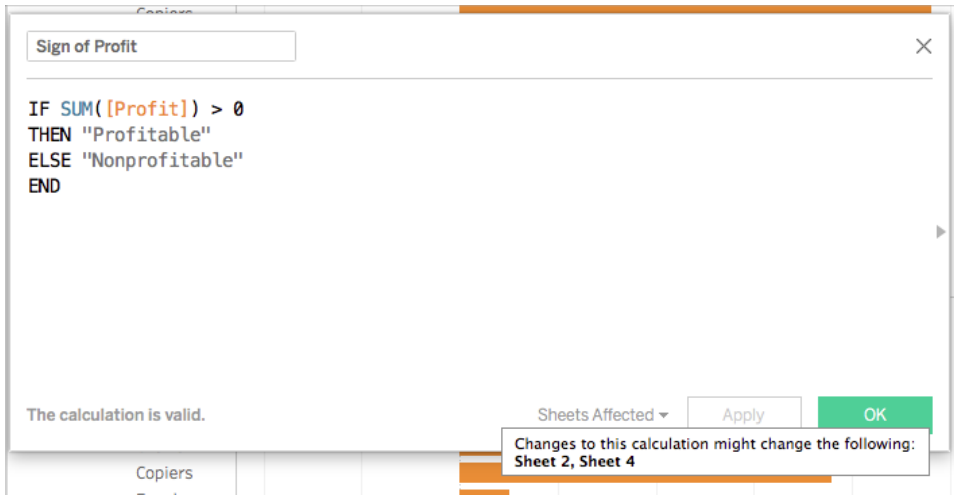 Copiers
Sign of Profit
IF SUM([Profit]) > 0
THEN "Profitable"
ELSE "Nonprofitable"
END
The calculation is valid.
Sheets Affected
Apply
OK
Changes to this calculation might change the following:
Sheet 2, Sheet 4
Copiers